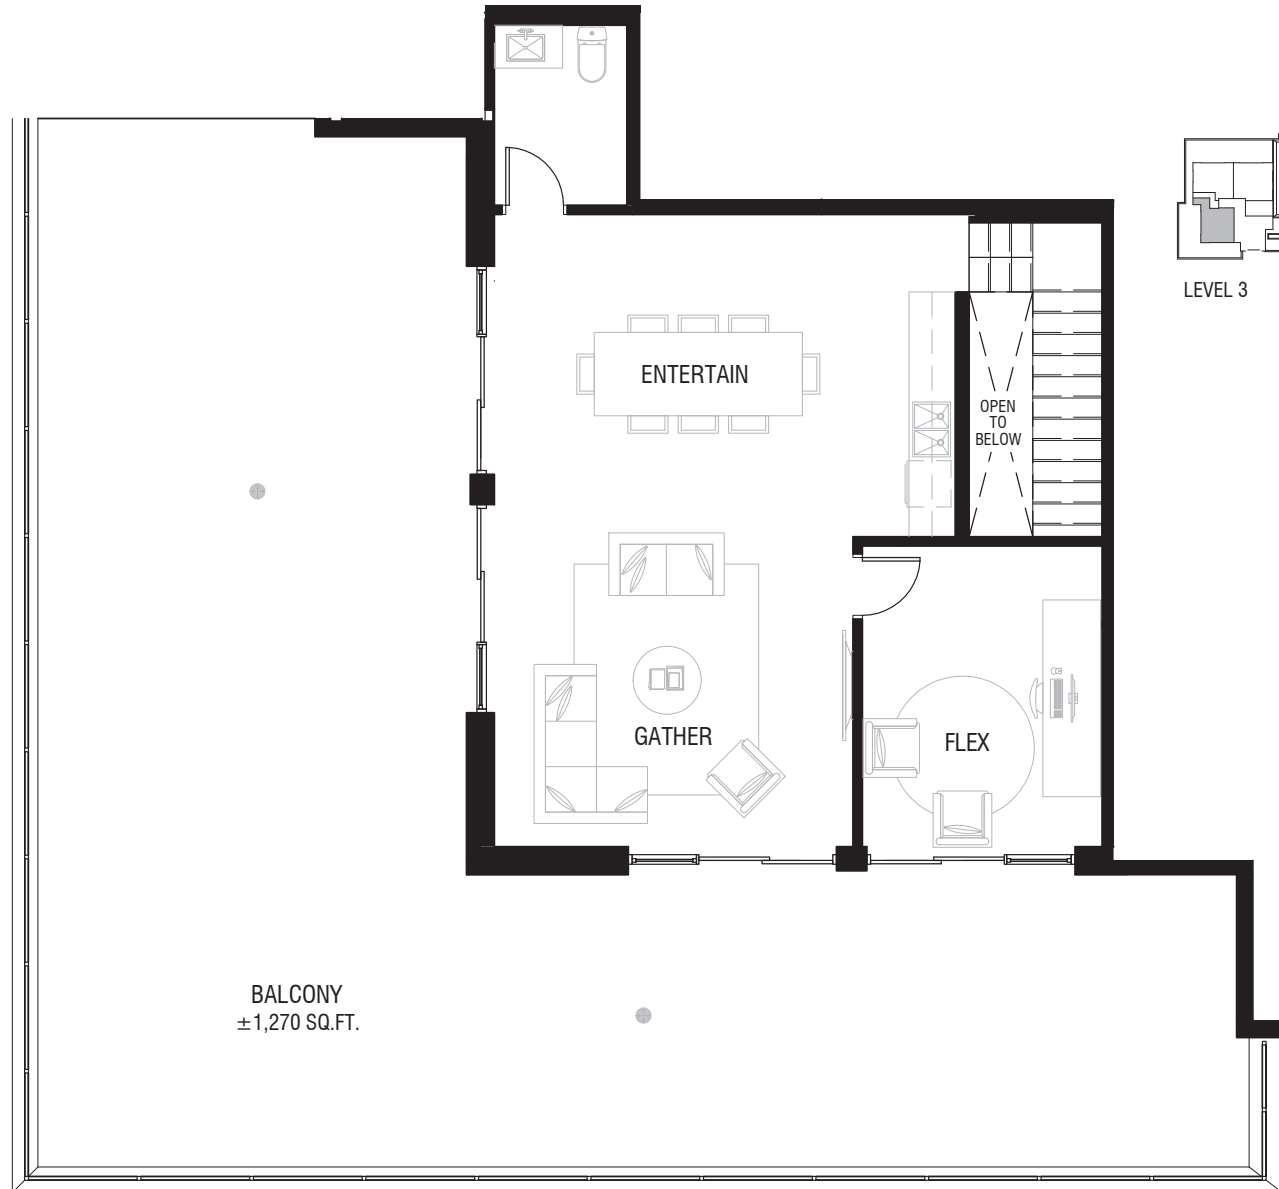 LEVEL 3
ENTERTAIN
OPEN
TO
BELOW
GATHER
FLEX
BALCONY
±1,270 SQ.FT.